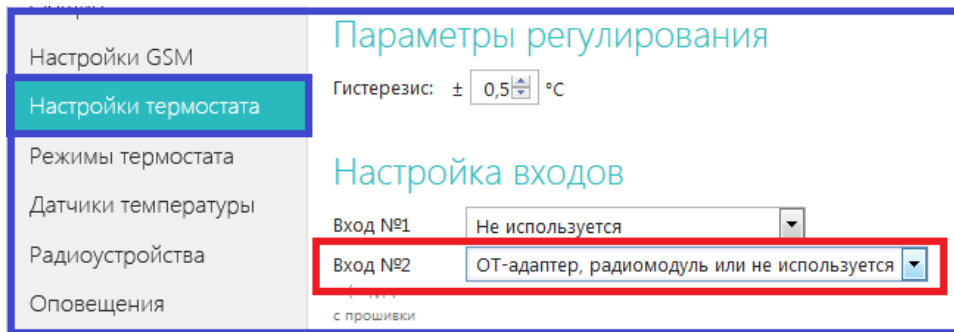 Настройки GSM
Настройки термостата
Режимы термостата
Датчики температуры
Радиоустройства
Оповещения
Параметры регулирования
Гистерезис: ± 0,5 °C
Настройка входов
Вход №1 Не используется
Вход №2 ОТ-адаптер, радиомодуль или не используется
с прошивки